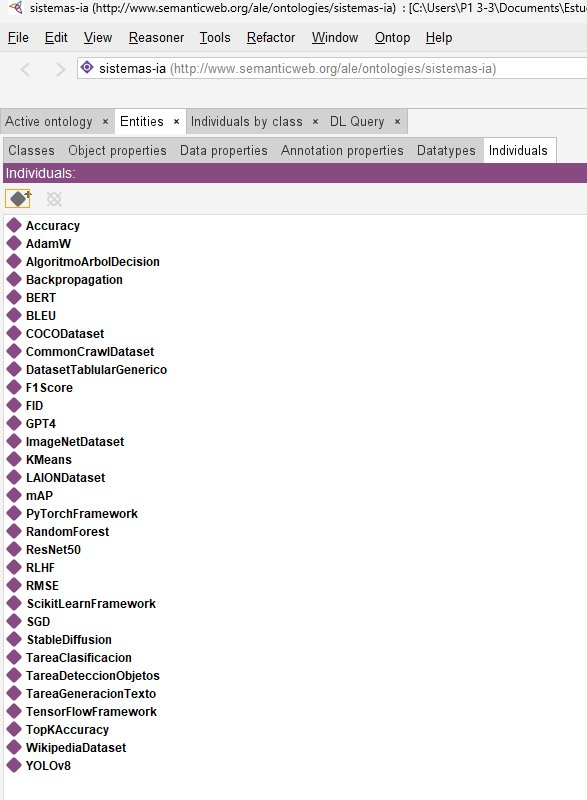 sistemas-ia (http://www.semanticweb.org/ale/ontologies/sistemas-ia) : [C:\Users\P1 3-3\Documents\Estu
File Edit View Reasoner Tools Refactor Window Ontop Help
sistemas-ia (http://www.semanticweb.org/ale/ontologies/sistemas-ia)
Active ontology × Entities × Individuals by class × DL Query ×
Classes Object properties Data properties Annotation properties Datatypes Individuals
Individuals:
Accuracy
AdamW
AlgoritmoArbolDecision
Backpropagation
BERT
BLEU
COCODataset
CommonCrawlDataset
DatasetTablularGenerico
F1Score
FID
GPT4
ImageNetDataset
KMeans
LAIONDataset
mAP
PyTorchFramework
RandomForest
ResNet50
RLHF
RMSE
ScikitLearnFramework
SGD
StableDiffusion
TareaClasificacion
TareaDeteccionObjetos
TareaGeneracionTexto
TensorFlowFramework
TopKAccuracy
WikipediaDataset
YOLOv8